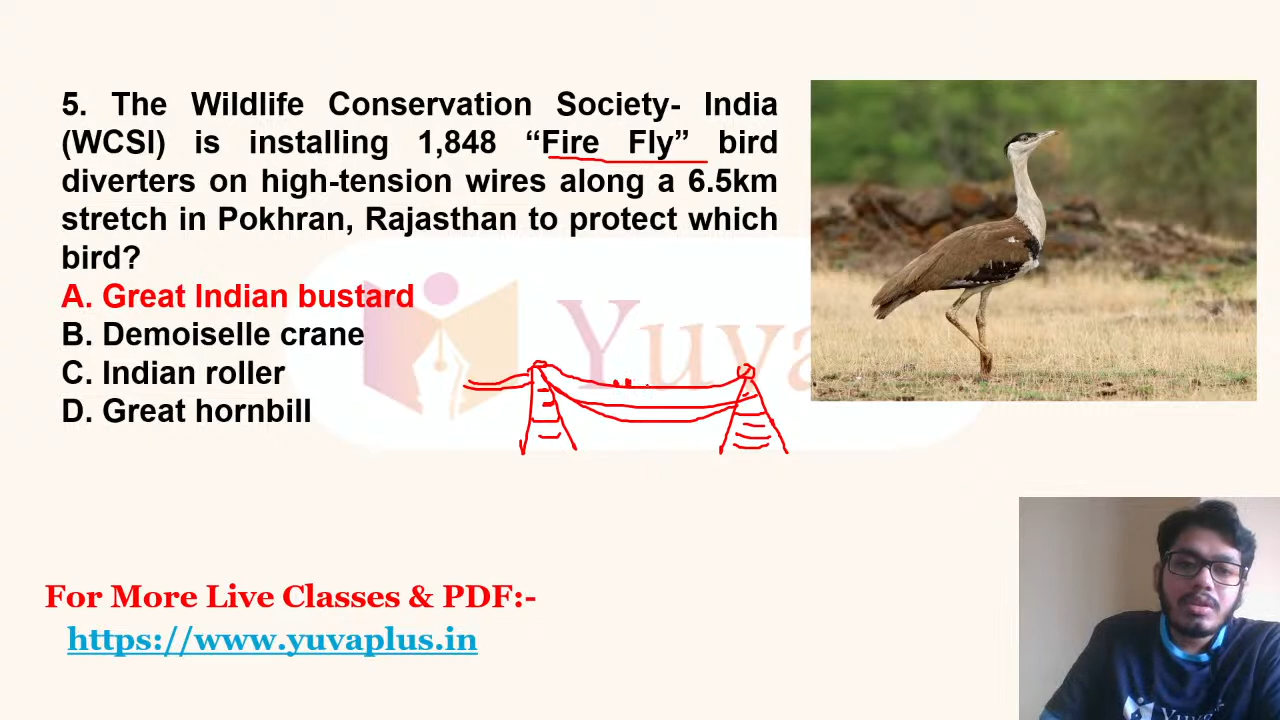 5. The Wildlife Conservation Society- India
(WCSI) is installing 1,848 “Fire Fly” bird
diverters on high-tension wires along a 6.5km
stretch in Pokhran, Rajasthan to protect which
bird?
A. Great Indian bustard
B. Demoiselle crane
C. Indian roller
D. Great hornbill
Yuva
For More Live Classes & PDF:-
https://www.yuvaplus.in
Yuva